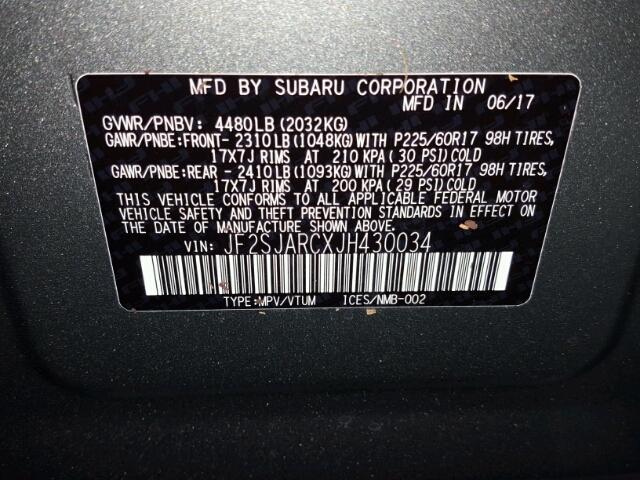 MFD BY SUBARU CORPORATION
MFD IN 06/17
GVWR/PNBV: 4480LB(2032KG)
GAWR/PNBE:FRONT- 2310LB(1048KG)WITH P225/60R17 98H TIRES,
17X7J RIMS AT 210 KPA(30 PSI)COLD
GAWR/PNBE:REAR - 2410LB(1093KG)WITH P225/60R17 98H TIRES,
17X7J RIMS AT 200 KPA(29 PSI)COLD
THIS VEHICLE CONFORMS TO ALL APPLICABLE FEDERAL MOTOR
VEHICLE SAFETY AND THEFT PREVENTION STANDARDS IN EFFECT ON
THE DATE OF MANUFACTURE SHOWN ABOVE.
VIN: JF2SJARCXJH430034
TYPE:MPV/VTUM ICES/NMB-002